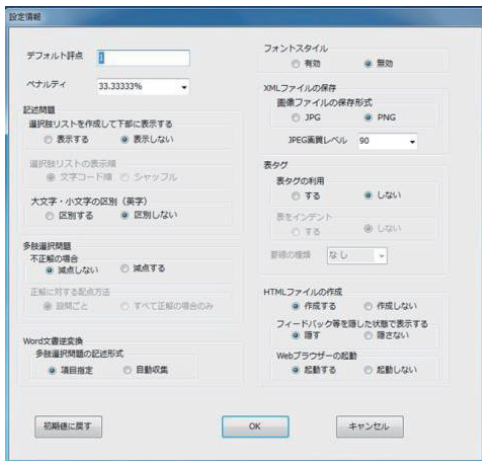 設定情報
デフォルト評点 1
ペナルティ 33.33333%
記述問題
選択肢リストを作成して下部に表示する
表示する 表示しない
選択肢リストの表示順
文字コード順 シャッフル
大文字・小文字の区別（英字）
区別する 区別しない
多肢選択問題
不正解の場合
減点しない 減点する
正解に対する配点方法
設問ごと すべて正解の場合のみ
Word文書逆変換
多肢選択問題の記述形式
項目指定 自動収集
フォントスタイル
有効 無効
XMLファイルの保存
画像ファイルの保存形式
JPG PNG
JPEG画質レベル 90
表タグ
表タグの利用
する しない
表をインデント
する しない
罫線の種類 なし
HTMLファイルの作成
作成する 作成しない
フィードバック等を隠した状態で表示する
隠す 隠さない
Webブラウザーの起動
起動する 起動しない
初期値に戻す OK キャンセル